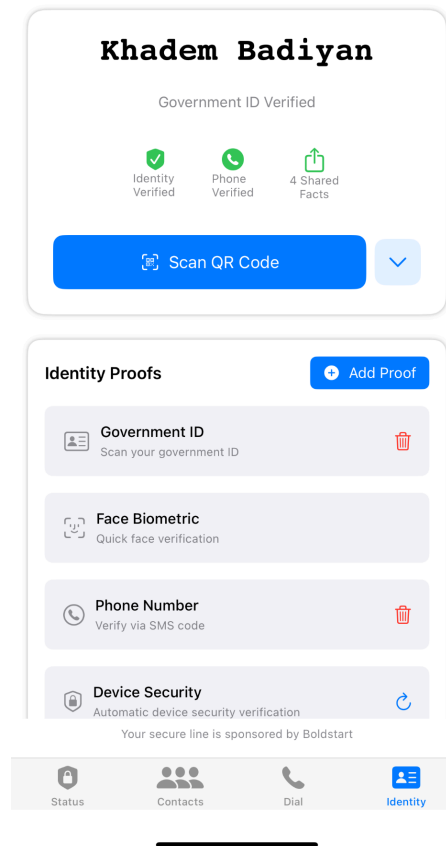 Khadem Badiyan
Government ID Verified
Identity
Verified
Phone
Verified
4 Shared
Facts
Scan QR Code
Identity Proofs
Add Proof
Government ID
Scan your government ID
Face Biometric
Quick face verification
Phone Number
Verify via SMS code
Device Security
Automatic device security verification
Your secure line is sponsored by Boldstart
Status
Contacts
Dial
Identity